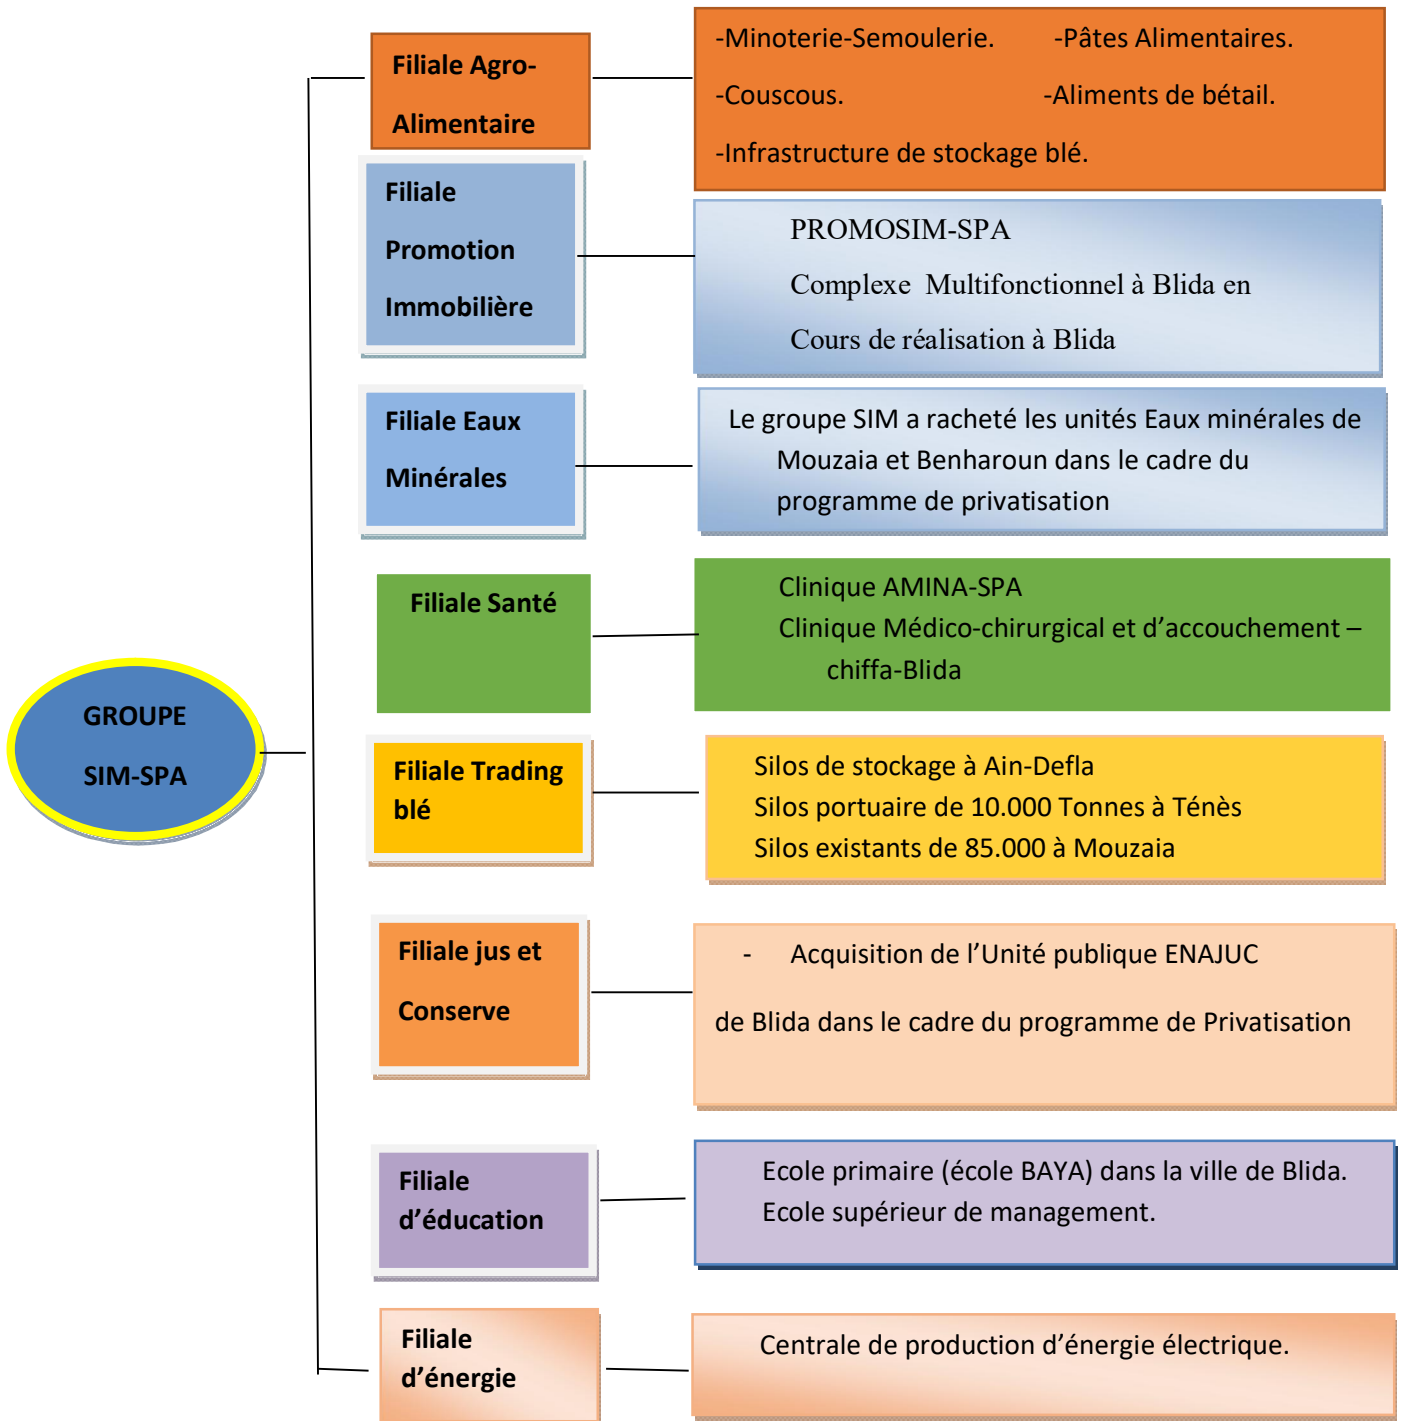 Filiale Agro-
Alimentaire
-Minoterie-Semoulerie. -Pâtes Alimentaires.
-Couscous. -Aliments de bétail.
-Infrastructure de stockage blé.
Filiale
Promotion
Immobilière
PROMOSIM-SPA
Complexe Multifonctionnel à Blida en
Cours de réalisation à Blida
Filiale Eaux
Minérales
Le groupe SIM a racheté les unités Eaux minérales de
Mouzaia et Benharoun dans le cadre du
programme de privatisation
Filiale Santé
Clinique AMINA-SPA
Clinique Médico-chirurgical et d’accouchement –
chiffa-Blida
GROUPE
SIM-SPA
Filiale Trading
blé
Silos de stockage à Ain-Defla
Silos portuaire de 10.000 Tonnes à Ténès
Silos existants de 85.000 à Mouzaia
Filiale jus et
Conserve
- Acquisition de l’Unité publique ENAJUC
de Blida dans le cadre du programme de Privatisation
Filiale
d’éducation
Ecole primaire (école BAYA) dans la ville de Blida.
Ecole supérieur de management.
Filiale
d’énergie
Centrale de production d’énergie électrique.